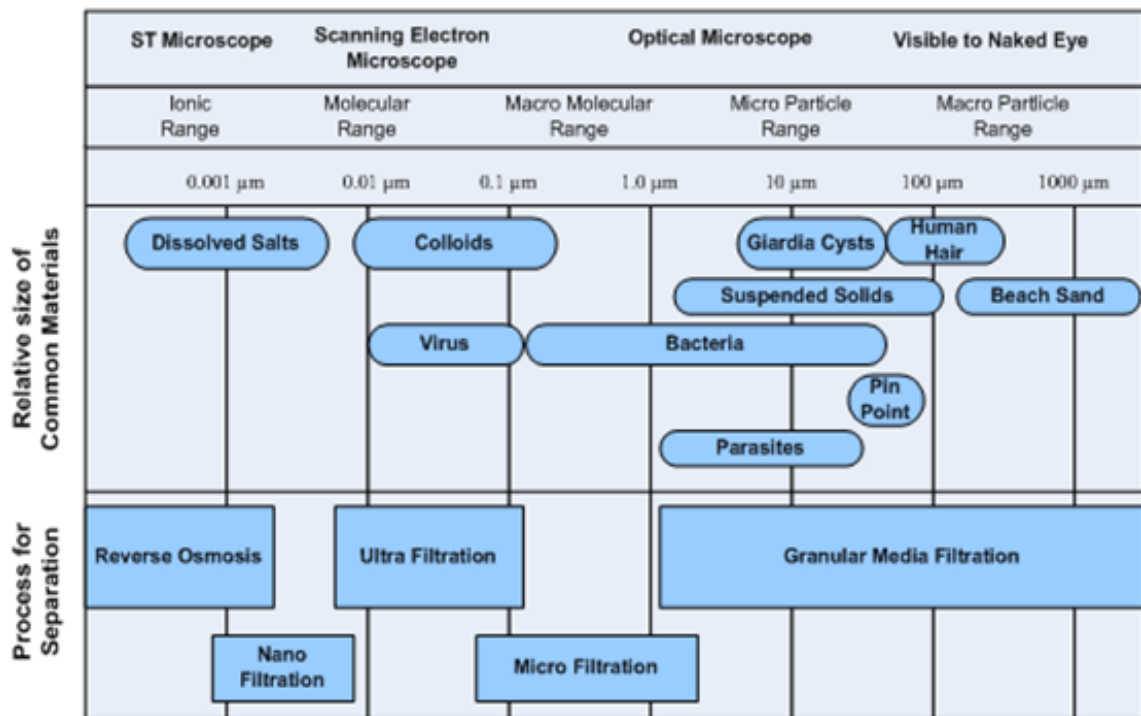 ST Microscope
Scanning Electron
Microscope
Optical Microscope
Visible to Naked Eye
Ionic
Range
Molecular
Range
Macro Molecular
Range
Micro Particle
Range
Macro Partlicle
Range
0.001 µm
0.01 µm
0.1 µm
1.0 µm
10 µm
100 µm
1000 µm
Relative size of
Common Materials
Dissolved Salts
Colloids
Giardia Cysts
Human
Hair
Suspended Solids
Beach Sand
Virus
Bacteria
Pin
Point
Parasites
Process for
Separation
Reverse Osmosis
Ultra Filtration
Granular Media Filtration
Nano
Filtration
Micro Filtration